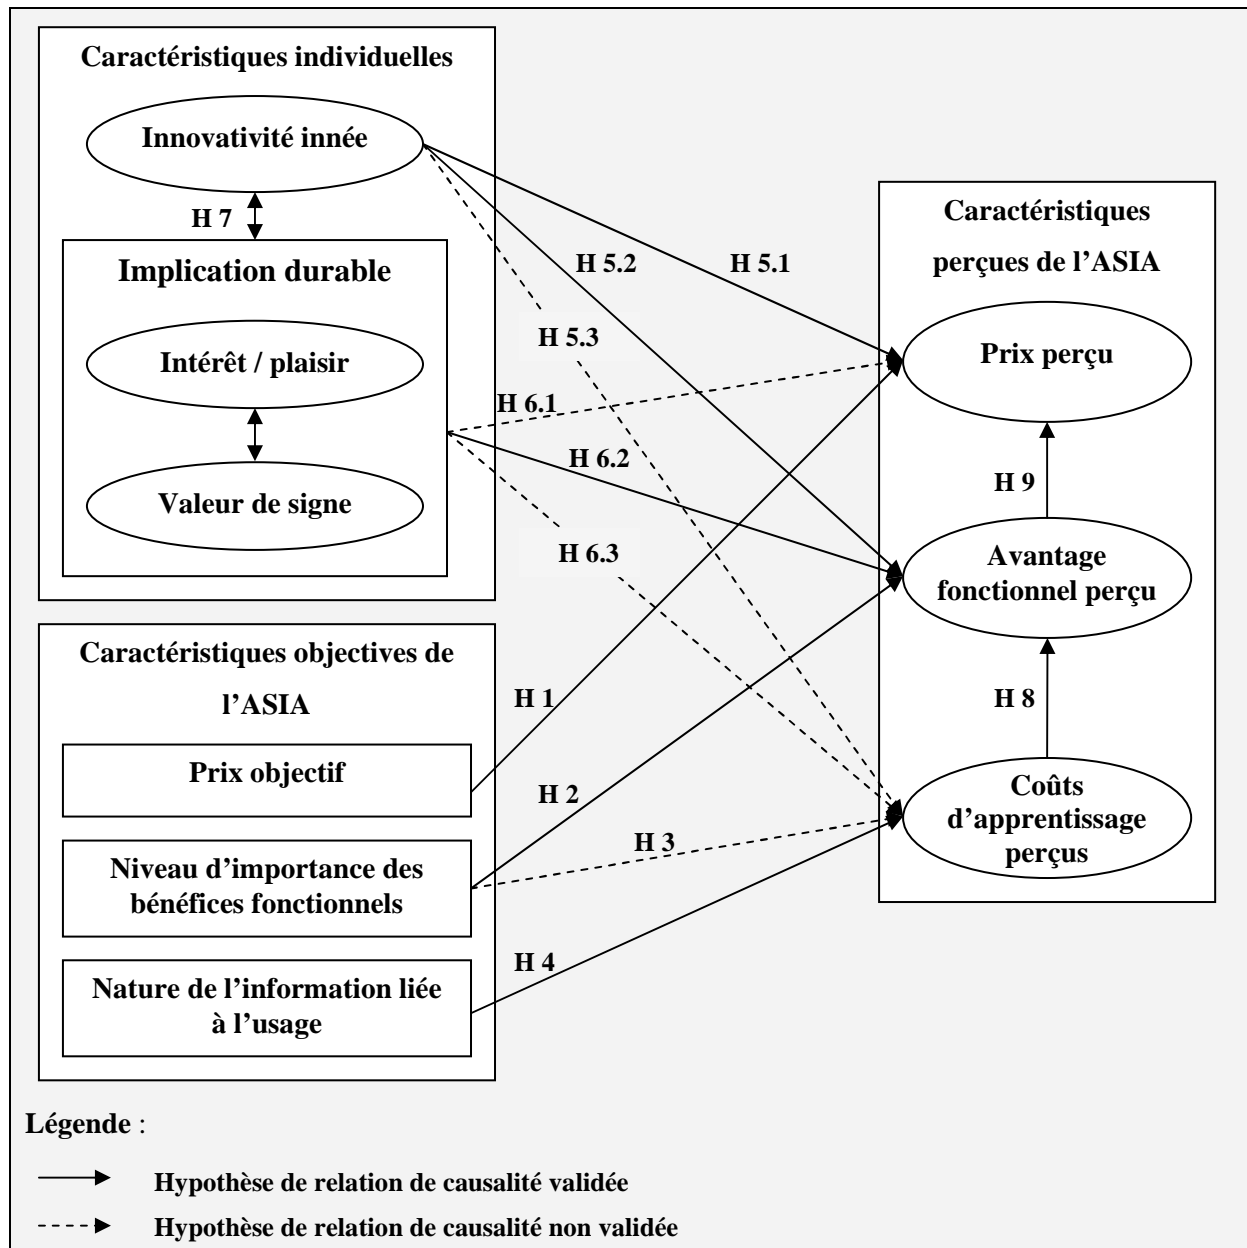 Caractéristiques individuelles
Innovativité innée
H 7
Implication durable
Intérêt / plaisir
Valeur de signe
Caractéristiques objectives de
l’ASIA
Prix objectif
Niveau d’importance des
bénéfices fonctionnels
Nature de l’information liée
à l’usage
H 5.2
H 5.1
H 5.3
H 6.1
H 6.2
H 6.3
H 1
H 2
H 3
H 4
Caractéristiques
perçues de l’ASIA
Prix perçu
H 9
Avantage
fonctionnel perçu
H 8
Coûts
d’apprentissage
perçus
Légende :
Hypothèse de relation de causalité validée
Hypothèse de relation de causalité non validée